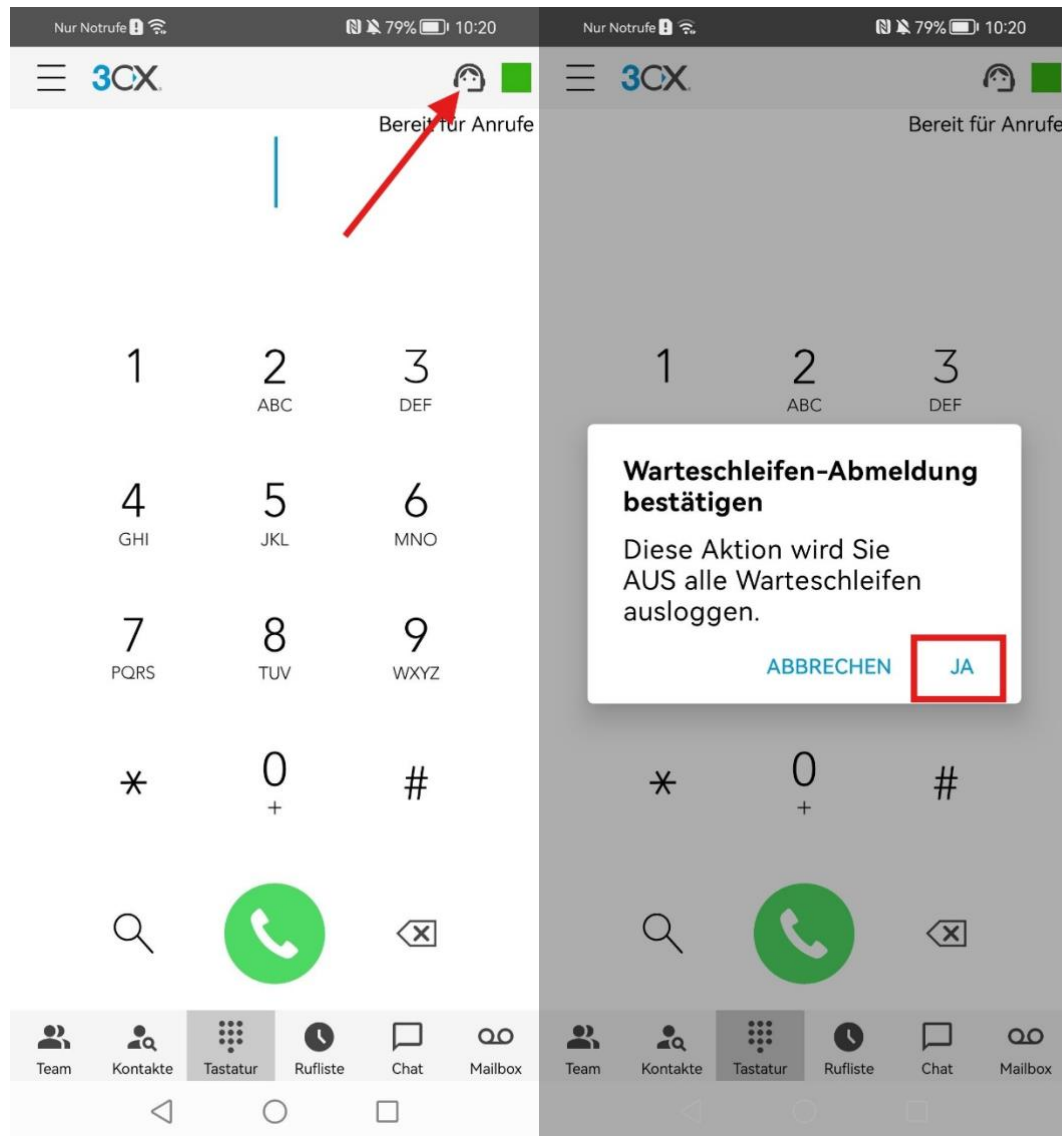 Nur Notrufe
79% 10:20
3CX.
Bereit für Anrufe
1
2
3
ABC
DEF
4
5
6
GHI
JKL
MNO
7
8
9
PQRS
TUV
WXYZ
*
0
#
+
Team
Kontakte
Tastatur
Rufliste
Chat
Mailbox
Nur Notrufe
79% 10:20
3CX.
Bereit für Anrufe
1
2
3
ABC
DEF
Warteschleifen-Abmeldung
bestätigen
Diese Aktion wird Sie
AUS alle Warteschleifen
ausloggen.
ABBRECHEN
JA
*
0
#
+
Team
Kontakte
Tastatur
Rufliste
Chat
Mailbox